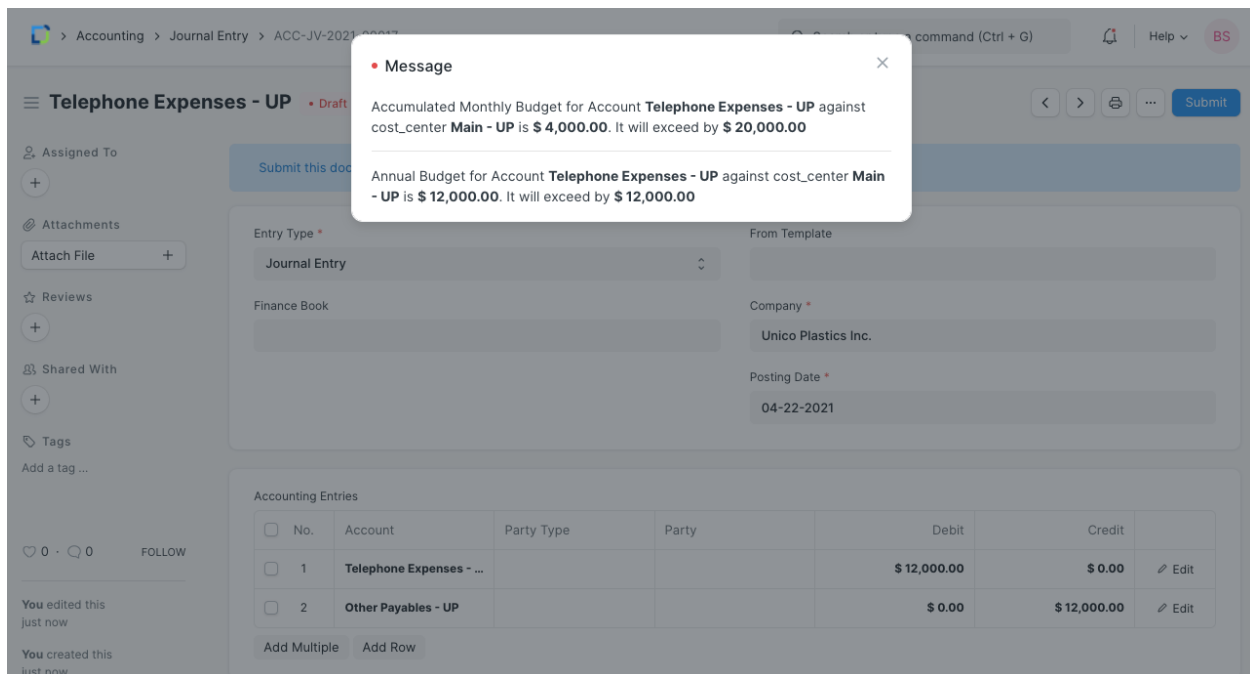 Accounting > Journal Entry > ACC-JV-2021-
command (Ctrl + G)
Help
BS
Message
Accumulated Monthly Budget for Account Telephone Expenses - UP against
cost_center Main - UP is $ 4,000.00. It will exceed by $ 20,000.00
Annual Budget for Account Telephone Expenses - UP against cost_center Main
- UP is $ 12,000.00. It will exceed by $ 12,000.00
Telephone Expenses - UP
• Draft
...
Submit
Assigned To
+
Attachments
Attach File +
Reviews
+
Shared With
+
Tags
Add a tag ...
0 · 0 FOLLOW
You edited this
just now
You created this
just now
Submit this doc
Entry Type *
Journal Entry
From Template
Finance Book
Company *
Unico Plastics Inc.
Posting Date *
04-22-2021
Accounting Entries
No. Account Party Type Party Debit Credit
1 Telephone Expenses - ... $ 12,000.00 $ 0.00 Edit
2 Other Payables - UP $ 0.00 $ 12,000.00 Edit
Add Multiple Add Row